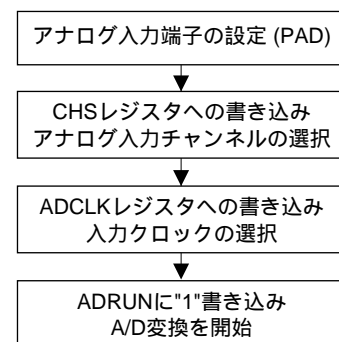 アナログ入力端子の設定 (PAD)
CHSレジスタへの書き込み
アナログ入力チャンネルの選択
ADCLKレジスタへの書き込み
入力クロックの選択
ADRUNに"1"書き込み
A/D変換を開始